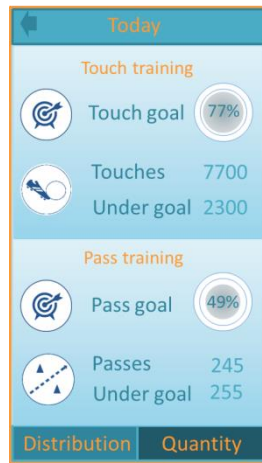 Today
Touch training
Touch goal 77%
Touches 7700
Under goal 2300
Pass training
Pass goal 49%
Passes 245
Under goal 255
Distribution Quantity